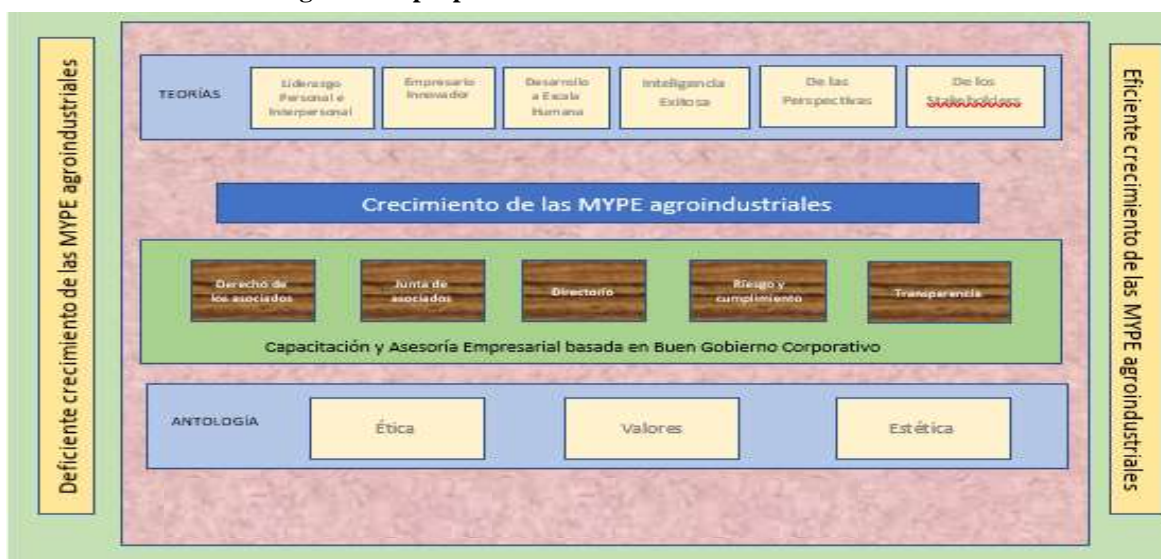 Deficiente crecimiento de las MYPE agroindustriales
TEORÍAS
Liderazgo
Personal e
Interpersonal
Empresario
Innovador
Desarrollo
a Escala
Humana
Inteligencia
Exitosa
De las
Perspectivas
De los
Stakeholders
Crecimiento de las MYPE agroindustriales
Derecho de
los asociados
Junta de
asociados
Directorio
Riesgo y
cumplimiento
Transparencia
Capacitación y Asesoría Empresarial basada en Buen Gobierno Corporativo
ANTOLOGÍA
Ética
Valores
Estética
Eficiente crecimiento de las MYPE agroindustriales